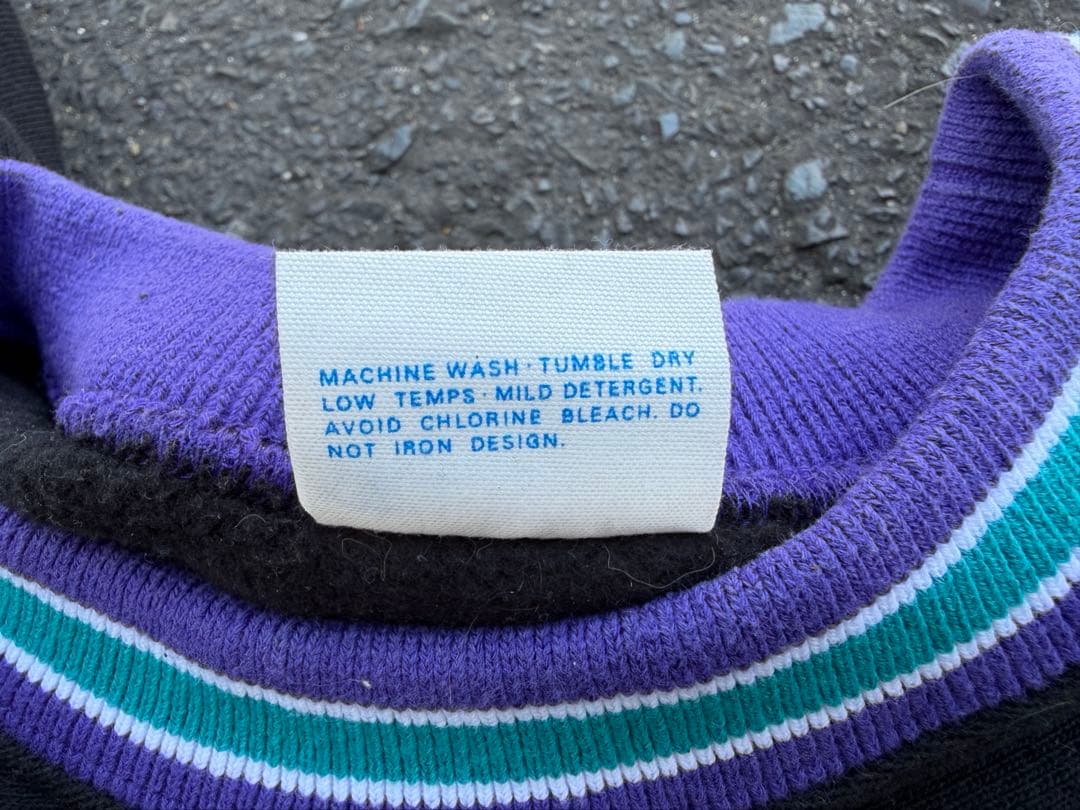 MACHINE WASH · TUMBLE DRY
LOW TEMPS · MILD DETERGENT.
AVOID CHLORINE BLEACH. DO
NOT IRON DESIGN.